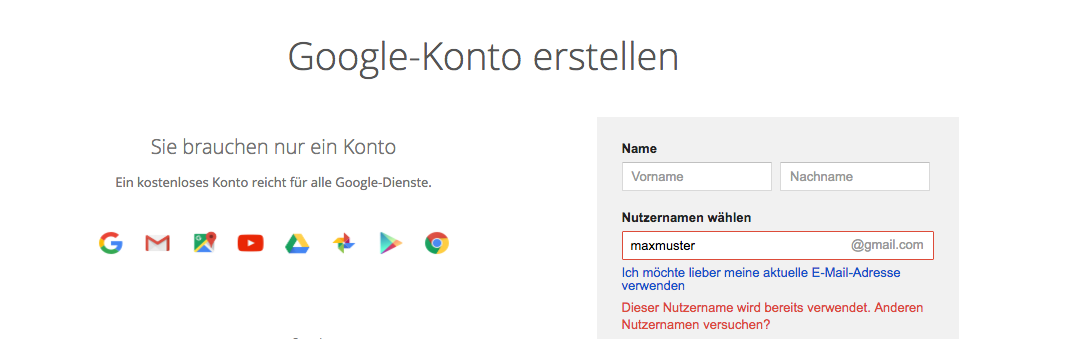 Google-Konto erstellen
Sie brauchen nur ein Konto
Ein kostenloses Konto reicht für alle Google-Dienste.
Name
Vorname Nachname
Nutzernamen wählen
maxmuster @gmail.com
Ich möchte lieber meine aktuelle E-Mail-Adresse
verwenden
Dieser Nutzername wird bereits verwendet. Anderen
Nutzernamen versuchen?